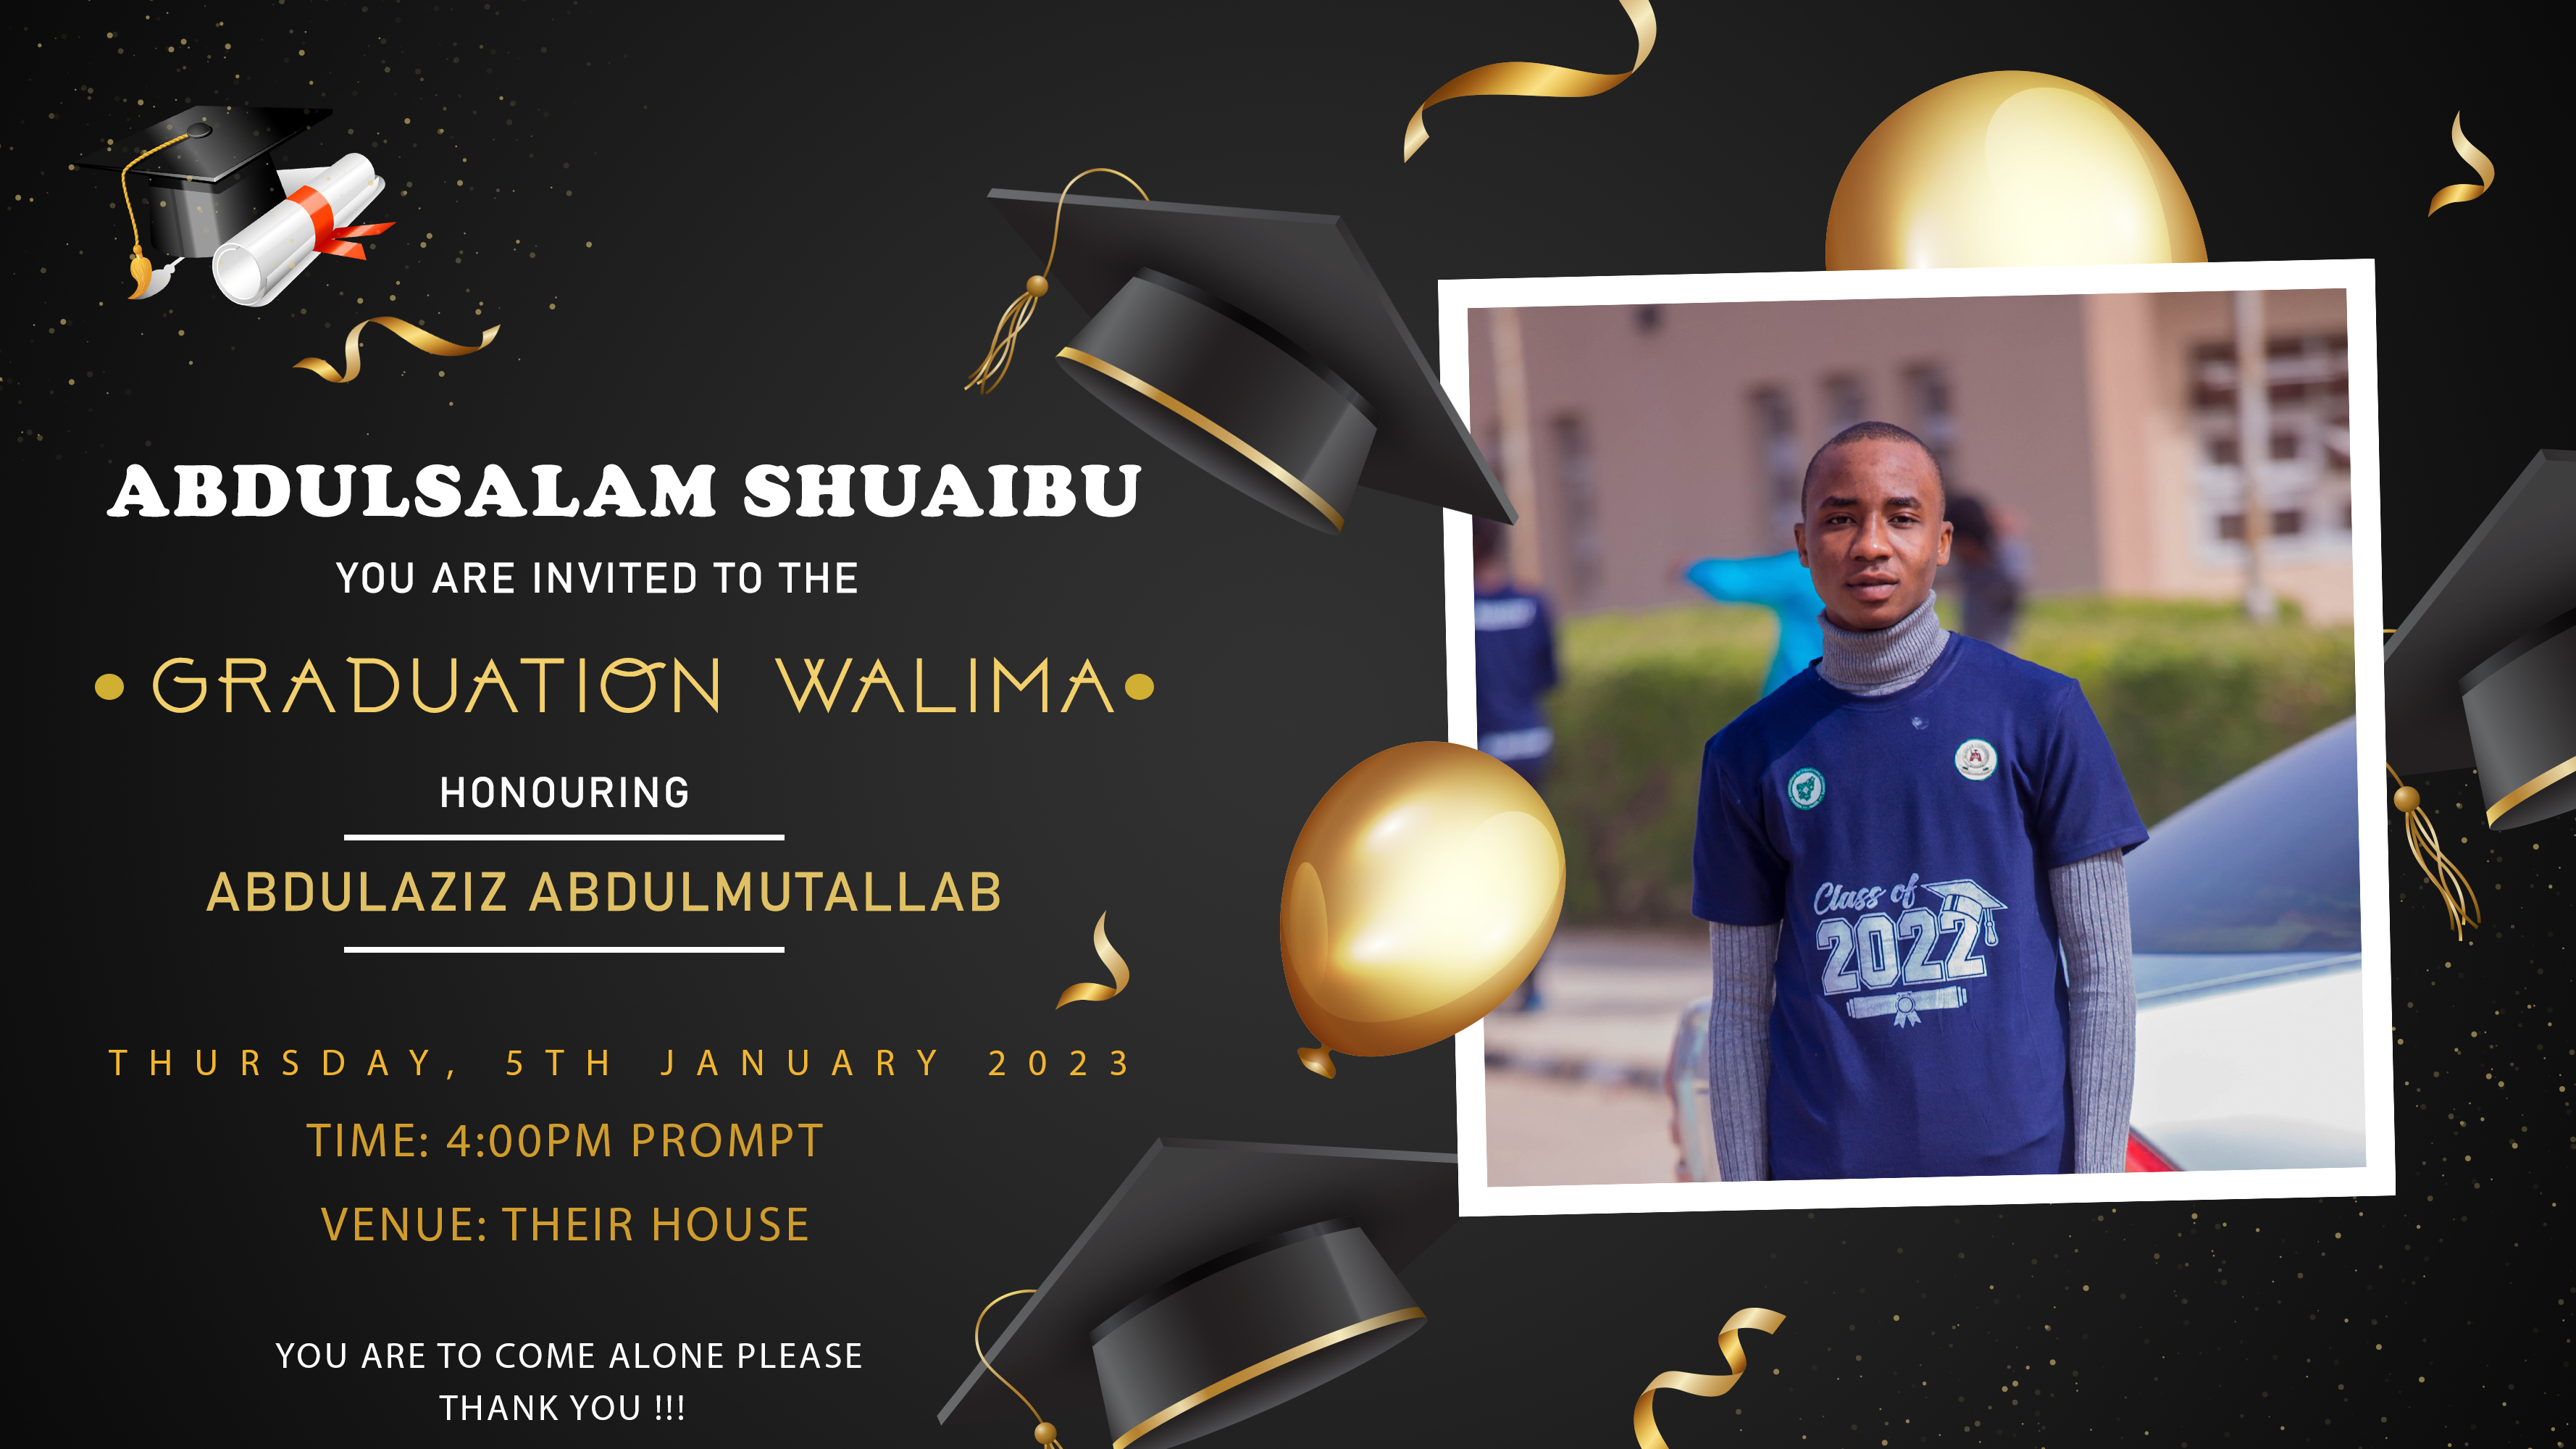 ABDULSALAM SHUAIBU
YOU ARE INVITED TO THE
• GRADUATION WALIMA •
HONOURING
ABDULAZIZ ABDULMUTALLAB
THURSDAY, 5TH JANUARY 2023
TIME: 4:00PM PROMPT
VENUE: THEIR HOUSE
YOU ARE TO COME ALONE PLEASE
THANK YOU !!!
Class of
2022